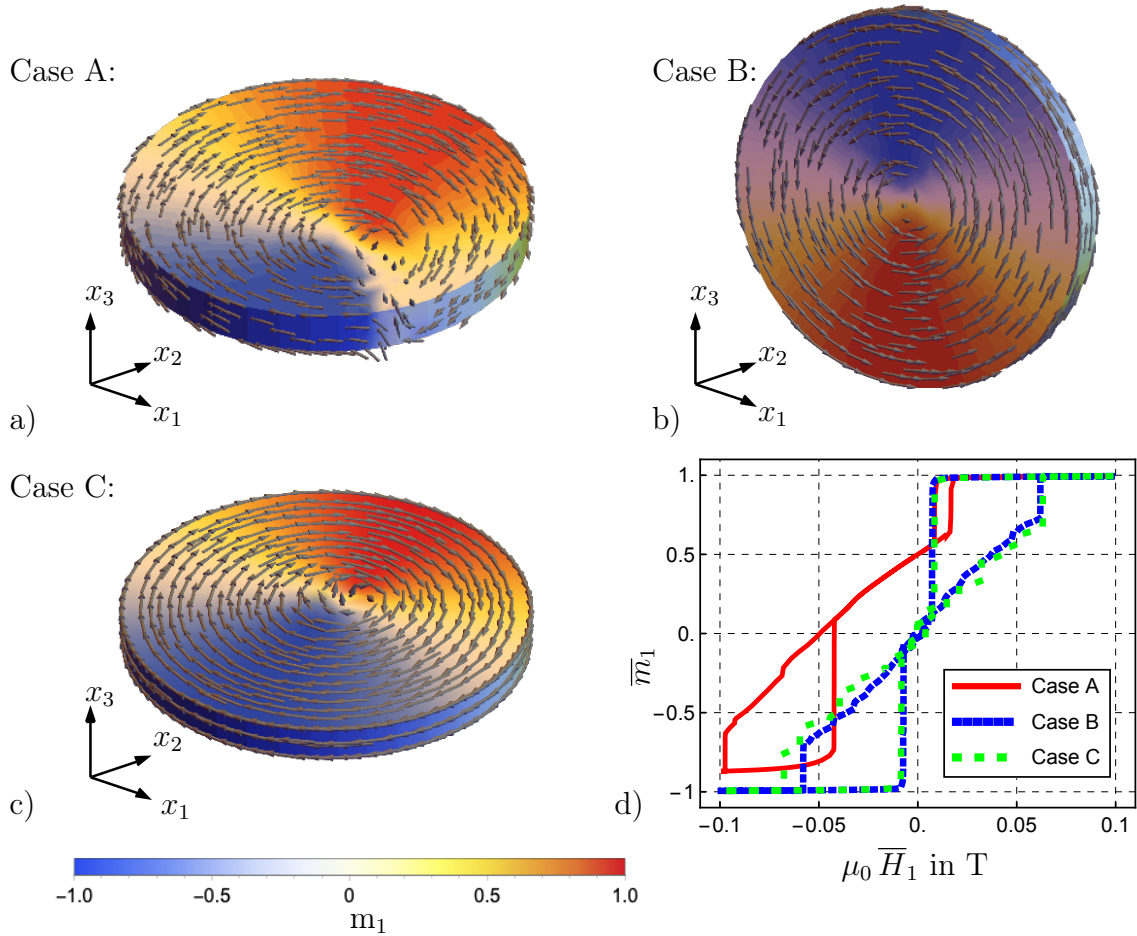 Case A:
x3
x2
x1
a)
Case B:
x3
x2
x1
b)
Case C:
x3
x2
x1
c)
−1.0 −0.5 0 0.5 1.0
m1
1.
0.5
0.
−0.5
−1
m̅1
−0.1 −0.05 0. 0.05 0.1
μ0 H̅1 in T
Case A
Case B
Case C
d)